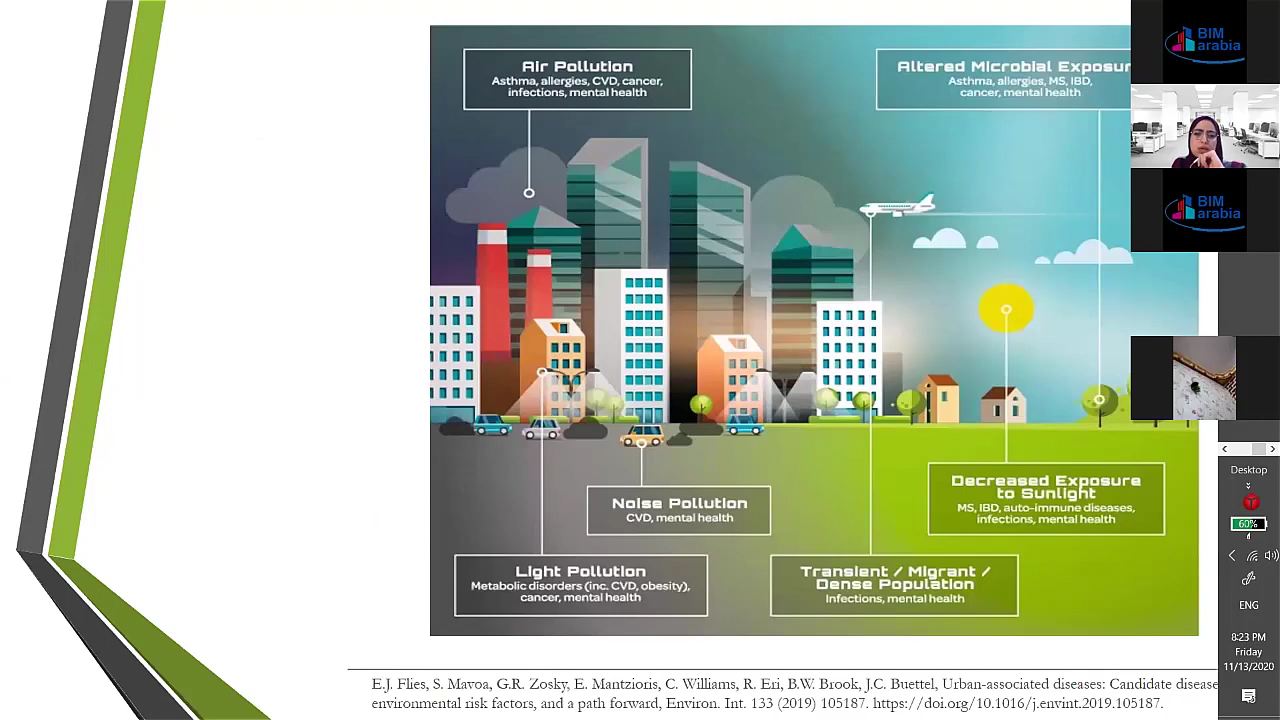 Air Pollution
Asthma, allergies, CVD, cancer,
infections, mental health
Altered Microbial Exposur
Asthma, allergies, MS, IBD,
cancer, mental health
BIM
arabia
BIM
arabia
Noise Pollution
CVD, mental health
Decreased Exposure
to Sunlight
MS, IBD, auto-immune diseases,
infections, mental health
Light Pollution
Metabolic disorders (inc. CVD, obesity),
cancer, mental health
Transient / Migrant /
Dense Population
Infections, mental health
Desktop
60%
ENG
8:23 PM
Friday
11/13/2020
E.J. Flies, S. Mavoa, G.R. Zosky, E. Mantzioris, C. Williams, R. Eri, B.W. Brook, J.C. Buettel, Urban-associated diseases: Candidate disease
environmental risk factors, and a path forward, Environ. Int. 133 (2019) 105187. https://doi.org/10.1016/j.envint.2019.105187.